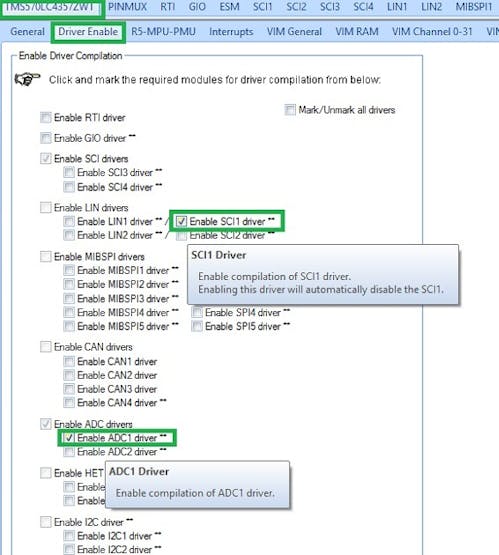 TMS570LC4357ZWT PINMUX RTI GIO ESM SCI SCI1 SCI2 SCI3 SCI4 LIN1 LIN2 MIBSPI1
General Driver Enable R5-MPU-PMU Interrupts VIM General VIM RAM VIM Channel 0-31
Enable Driver Compilation
Click and mark the required modules for driver compilation from below:
Mark/Unmark all drivers
Enable RTI driver
Enable GIO driver **
Enable SCI drivers
Enable SCI3 driver **
Enable SCI4 driver **
Enable LIN drivers
Enable LIN1 driver ** / Enable SCI1 driver **
Enable LIN2 driver ** / Enable SCI2 driver **
SCI1 Driver
Enable compilation of SCI1 driver.
Enabling this driver will automatically disable the SCI1.
Enable MIBSPI drivers
Enable MIBSPI1 driver **
Enable MIBSPI2 driver
Enable MIBSPI3 driver
Enable MIBSPI4 driver ** Enable SPI4 driver **
Enable MIBSPI5 driver ** Enable SPI5 driver **
Enable CAN drivers
Enable CAN1 driver
Enable CAN2 driver
Enable CAN3 driver
Enable CAN4 driver **
Enable ADC drivers
Enable ADC1 driver **
Enable ADC2 driver **
ADC1 Driver
Enable compilation of ADC1 driver.
Enable HET
Enable
Enable
Enable I2C driver **
Enable I2C1 driver **
Enable I2C2 driver **